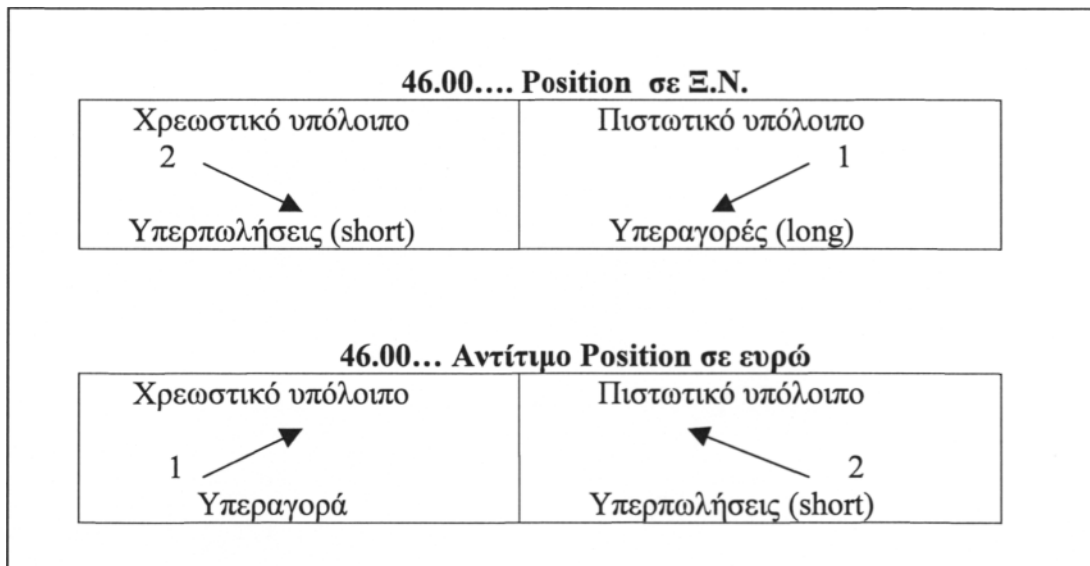 46.00.... Position σε Ξ.Ν.
Χρεωστικό υπόλοιπο Πιστωτικό υπόλοιπο
2 1
Υπερπωλήσεις (short) Υπεραγορές (long)
46.00... Αντίτιμο Position σε ευρώ
Χρεωστικό υπόλοιπο Πιστωτικό υπόλοιπο
1 2
Υπεραγορά Υπερπωλήσεις (short)